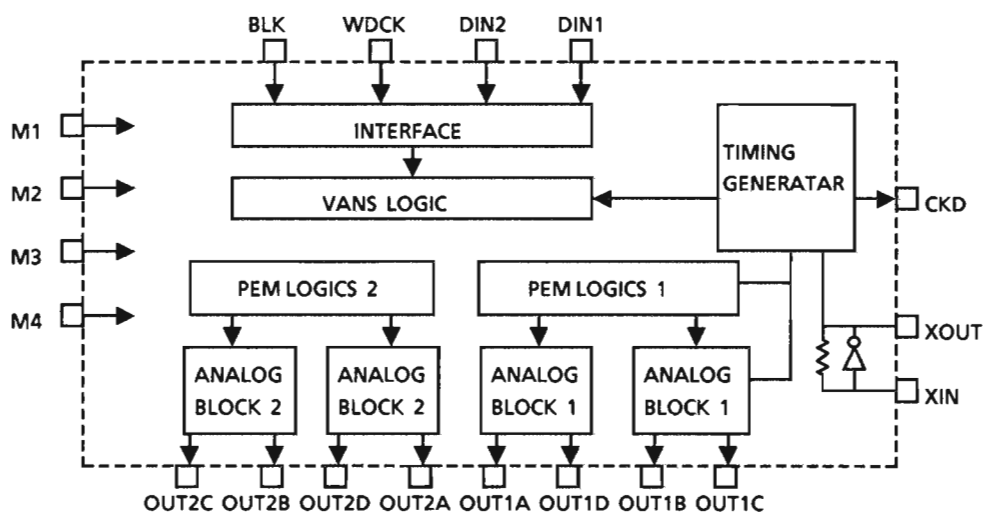 BLK WDCK DIN2 DIN1
M1
INTERFACE
TIMING
GENERATAR
M2
VANS LOGIC
CKD
M3
PEM LOGICS 2
PEM LOGICS 1
M4
XOUT
ANALOG
BLOCK 2
ANALOG
BLOCK 2
ANALOG
BLOCK 1
ANALOG
BLOCK 1
XIN
OUT2C OUT2B OUT2D OUT2A OUT1A OUT1D OUT1B OUT1C